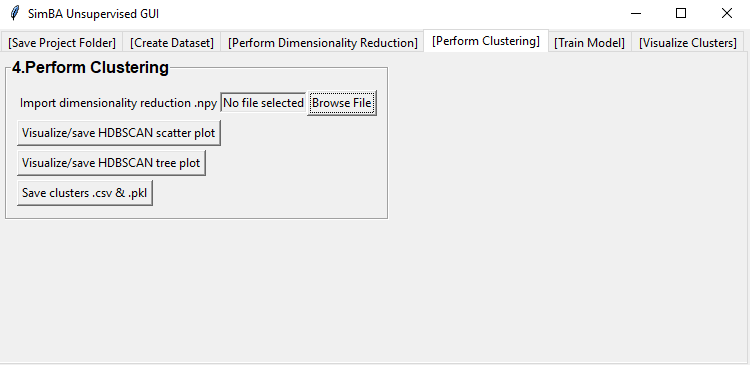 SimBA Unsupervised GUI
[Save Project Folder] [Create Dataset] [Perform Dimensionality Reduction] [Perform Clustering] [Train Model] [Visualize Clusters]
4.Perform Clustering
Import dimensionality reduction .npy No file selected Browse File
Visualize/save HDBSCAN scatter plot
Visualize/save HDBSCAN tree plot
Save clusters .csv & .pkl